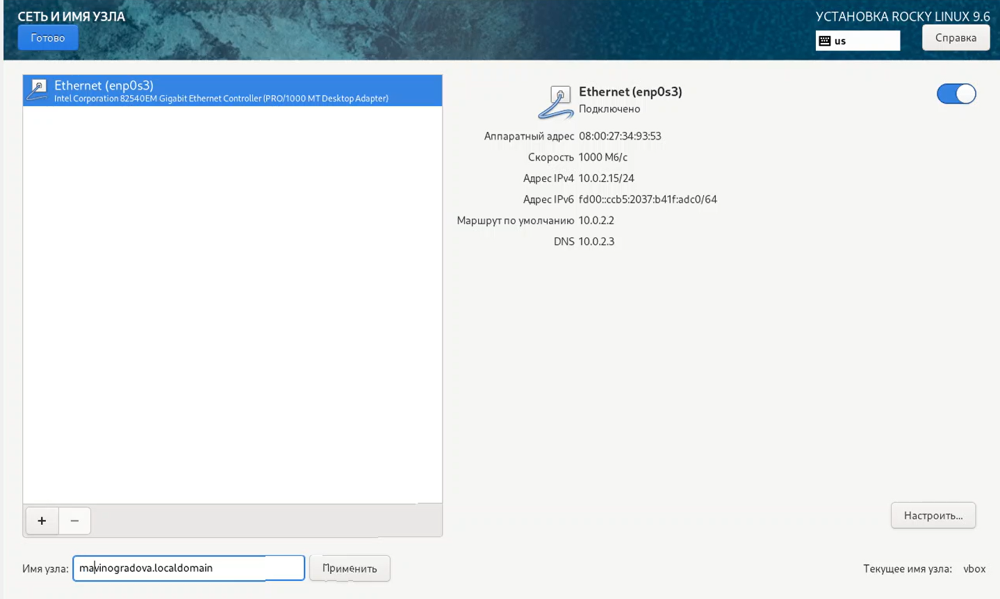 СЕТЬ И ИМЯ УЗЛА
УСТАНОВКА ROCKY LINUX 9.6
Готово
us
Справка
Ethernet (enp0s3)
Intel Corporation 82540EM Gigabit Ethernet Controller (PRO/1000 MT Desktop Adapter)
Ethernet (enp0s3)
Подключено
Аппаратный адрес 08:00:27:34:93:53
Скорость 1000 Мб/с
Адрес IPv4 10.0.2.15/24
Адрес IPv6 fd00::ccb5:2037:b41f:adc0/64
Маршрут по умолчанию 10.0.2.2
DNS 10.0.2.3
+ −
Настроить...
Имя узла: mavinogradova.localdomain Применить
Текущее имя узла: vbox